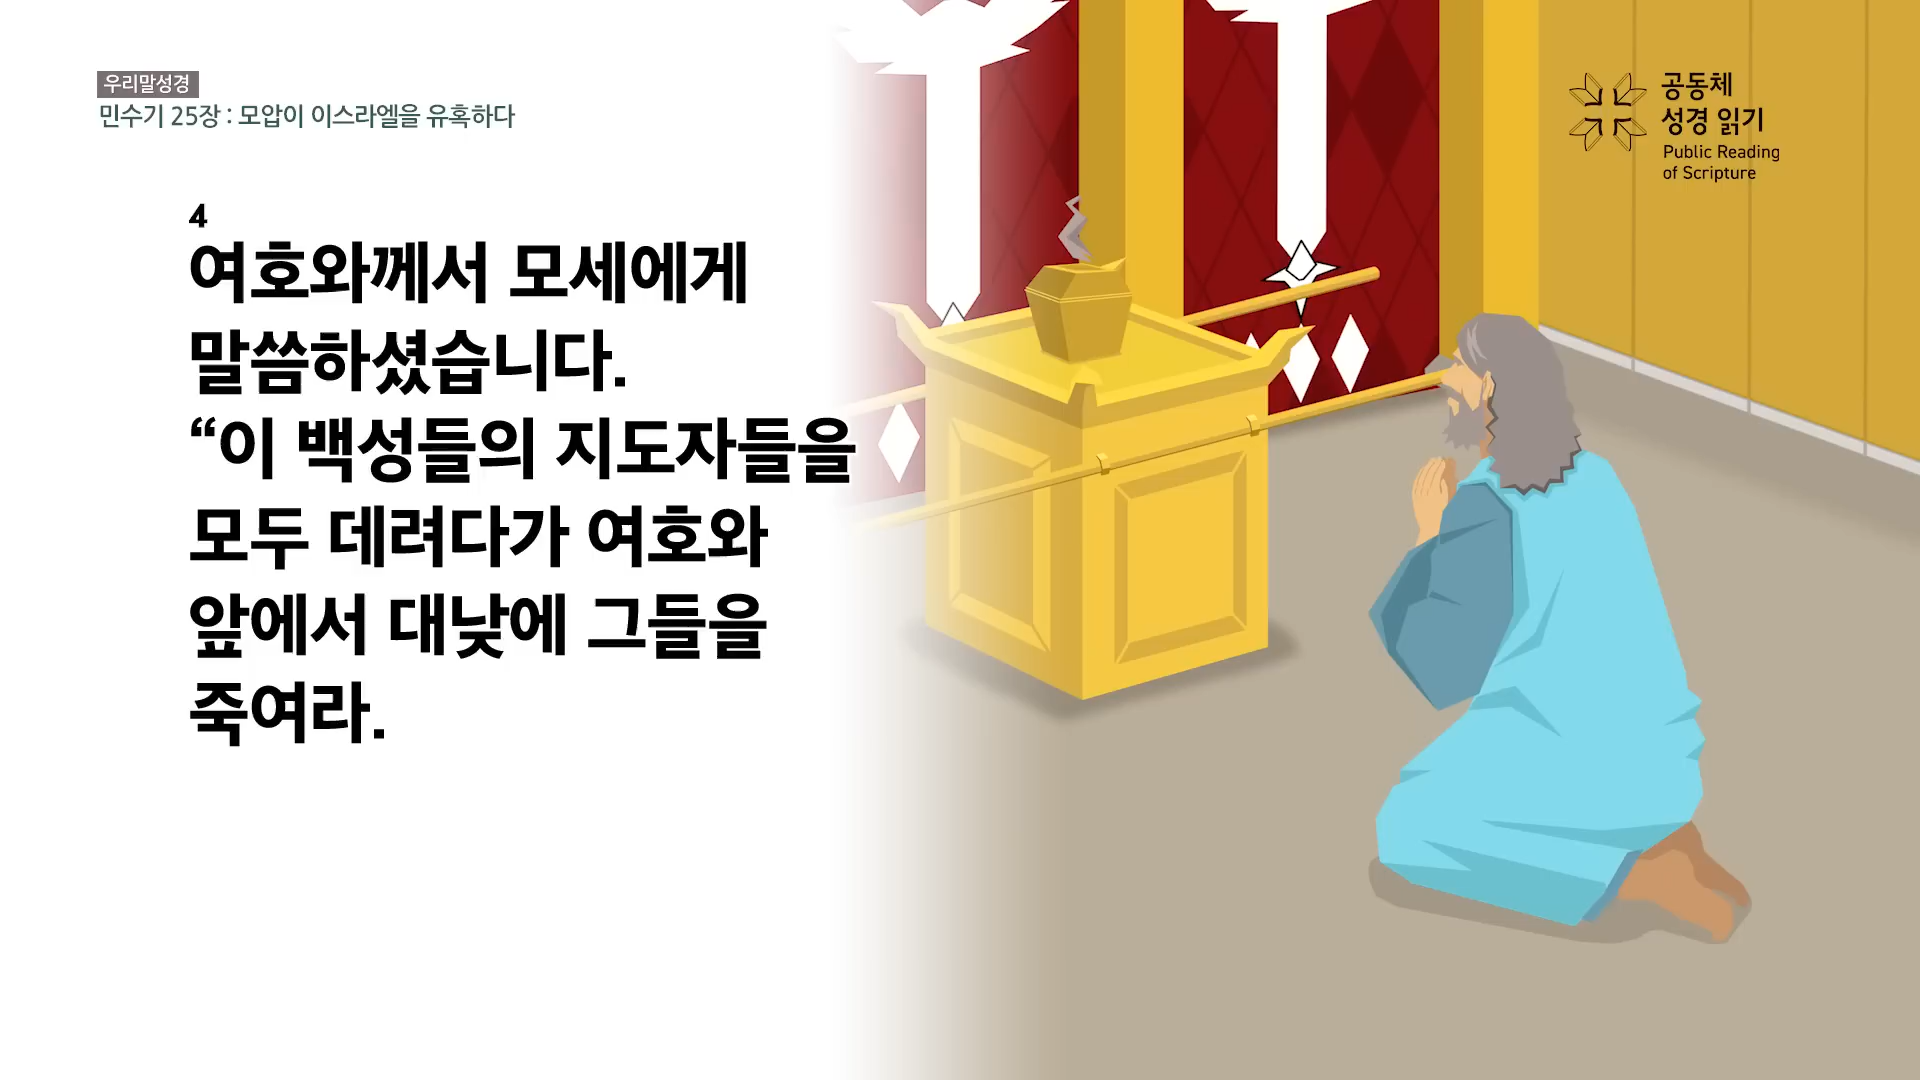 우리말성경
민수기 25장 : 모압이 이스라엘을 유혹하다
공동체
성경 읽기
Public Reading
of Scripture
4
여호와께서 모세에게
말씀하셨습니다.
“이 백성들의 지도자들을
모두 데려다가 여호와
앞에서 대낮에 그들을
죽여라.